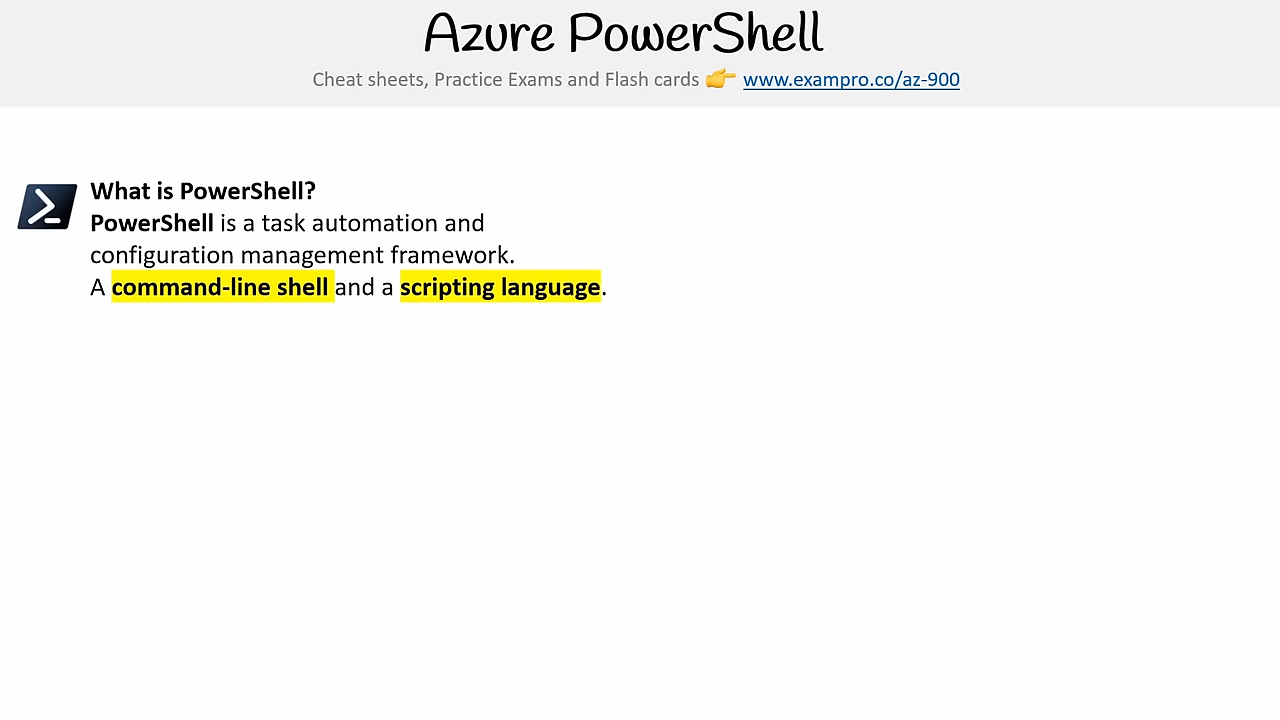 Azure PowerShell
Cheat sheets, Practice Exams and Flash cards 👉 www.exampro.co/az-900
What is PowerShell?
PowerShell is a task automation and
configuration management framework.
A command-line shell and a scripting language.